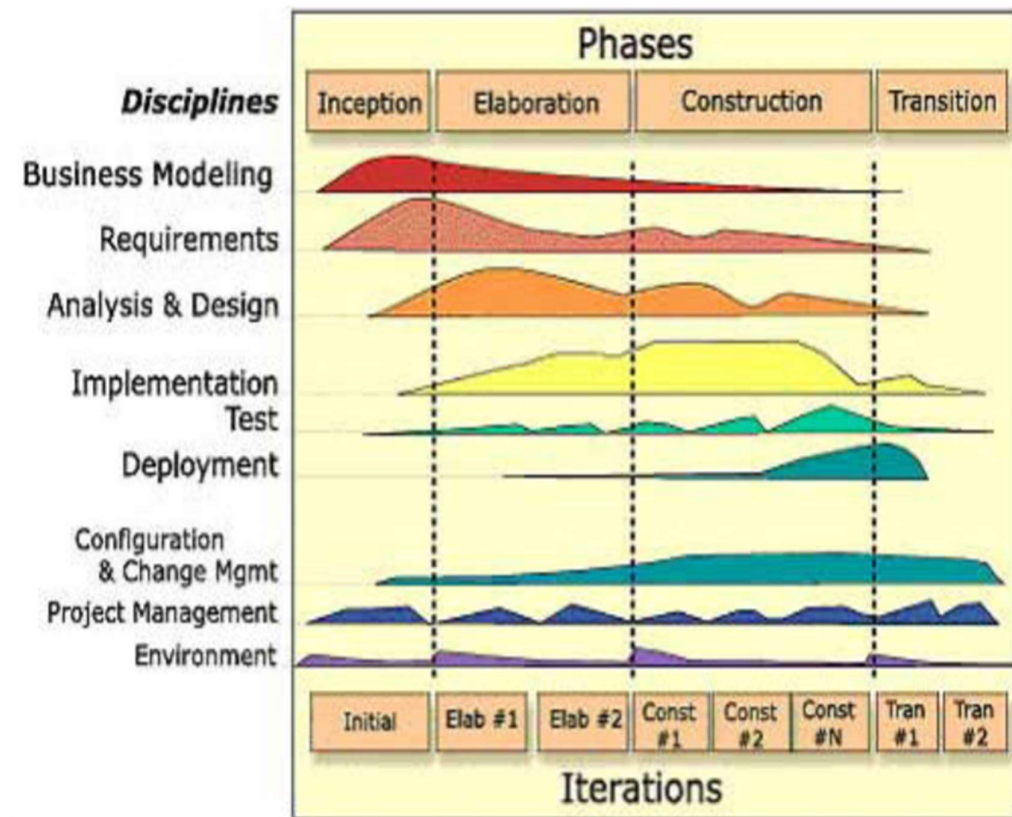 Phases
Disciplines Inception Elaboration Construction Transition
Business Modeling
Requirements
Analysis & Design
Implementation
Test
Deployment
Configuration
& Change Mgmt
Project Management
Environment
Initial Elab #1 Elab #2 Const #1 Const #2 Const #N Tran #1 Tran #2
Iterations